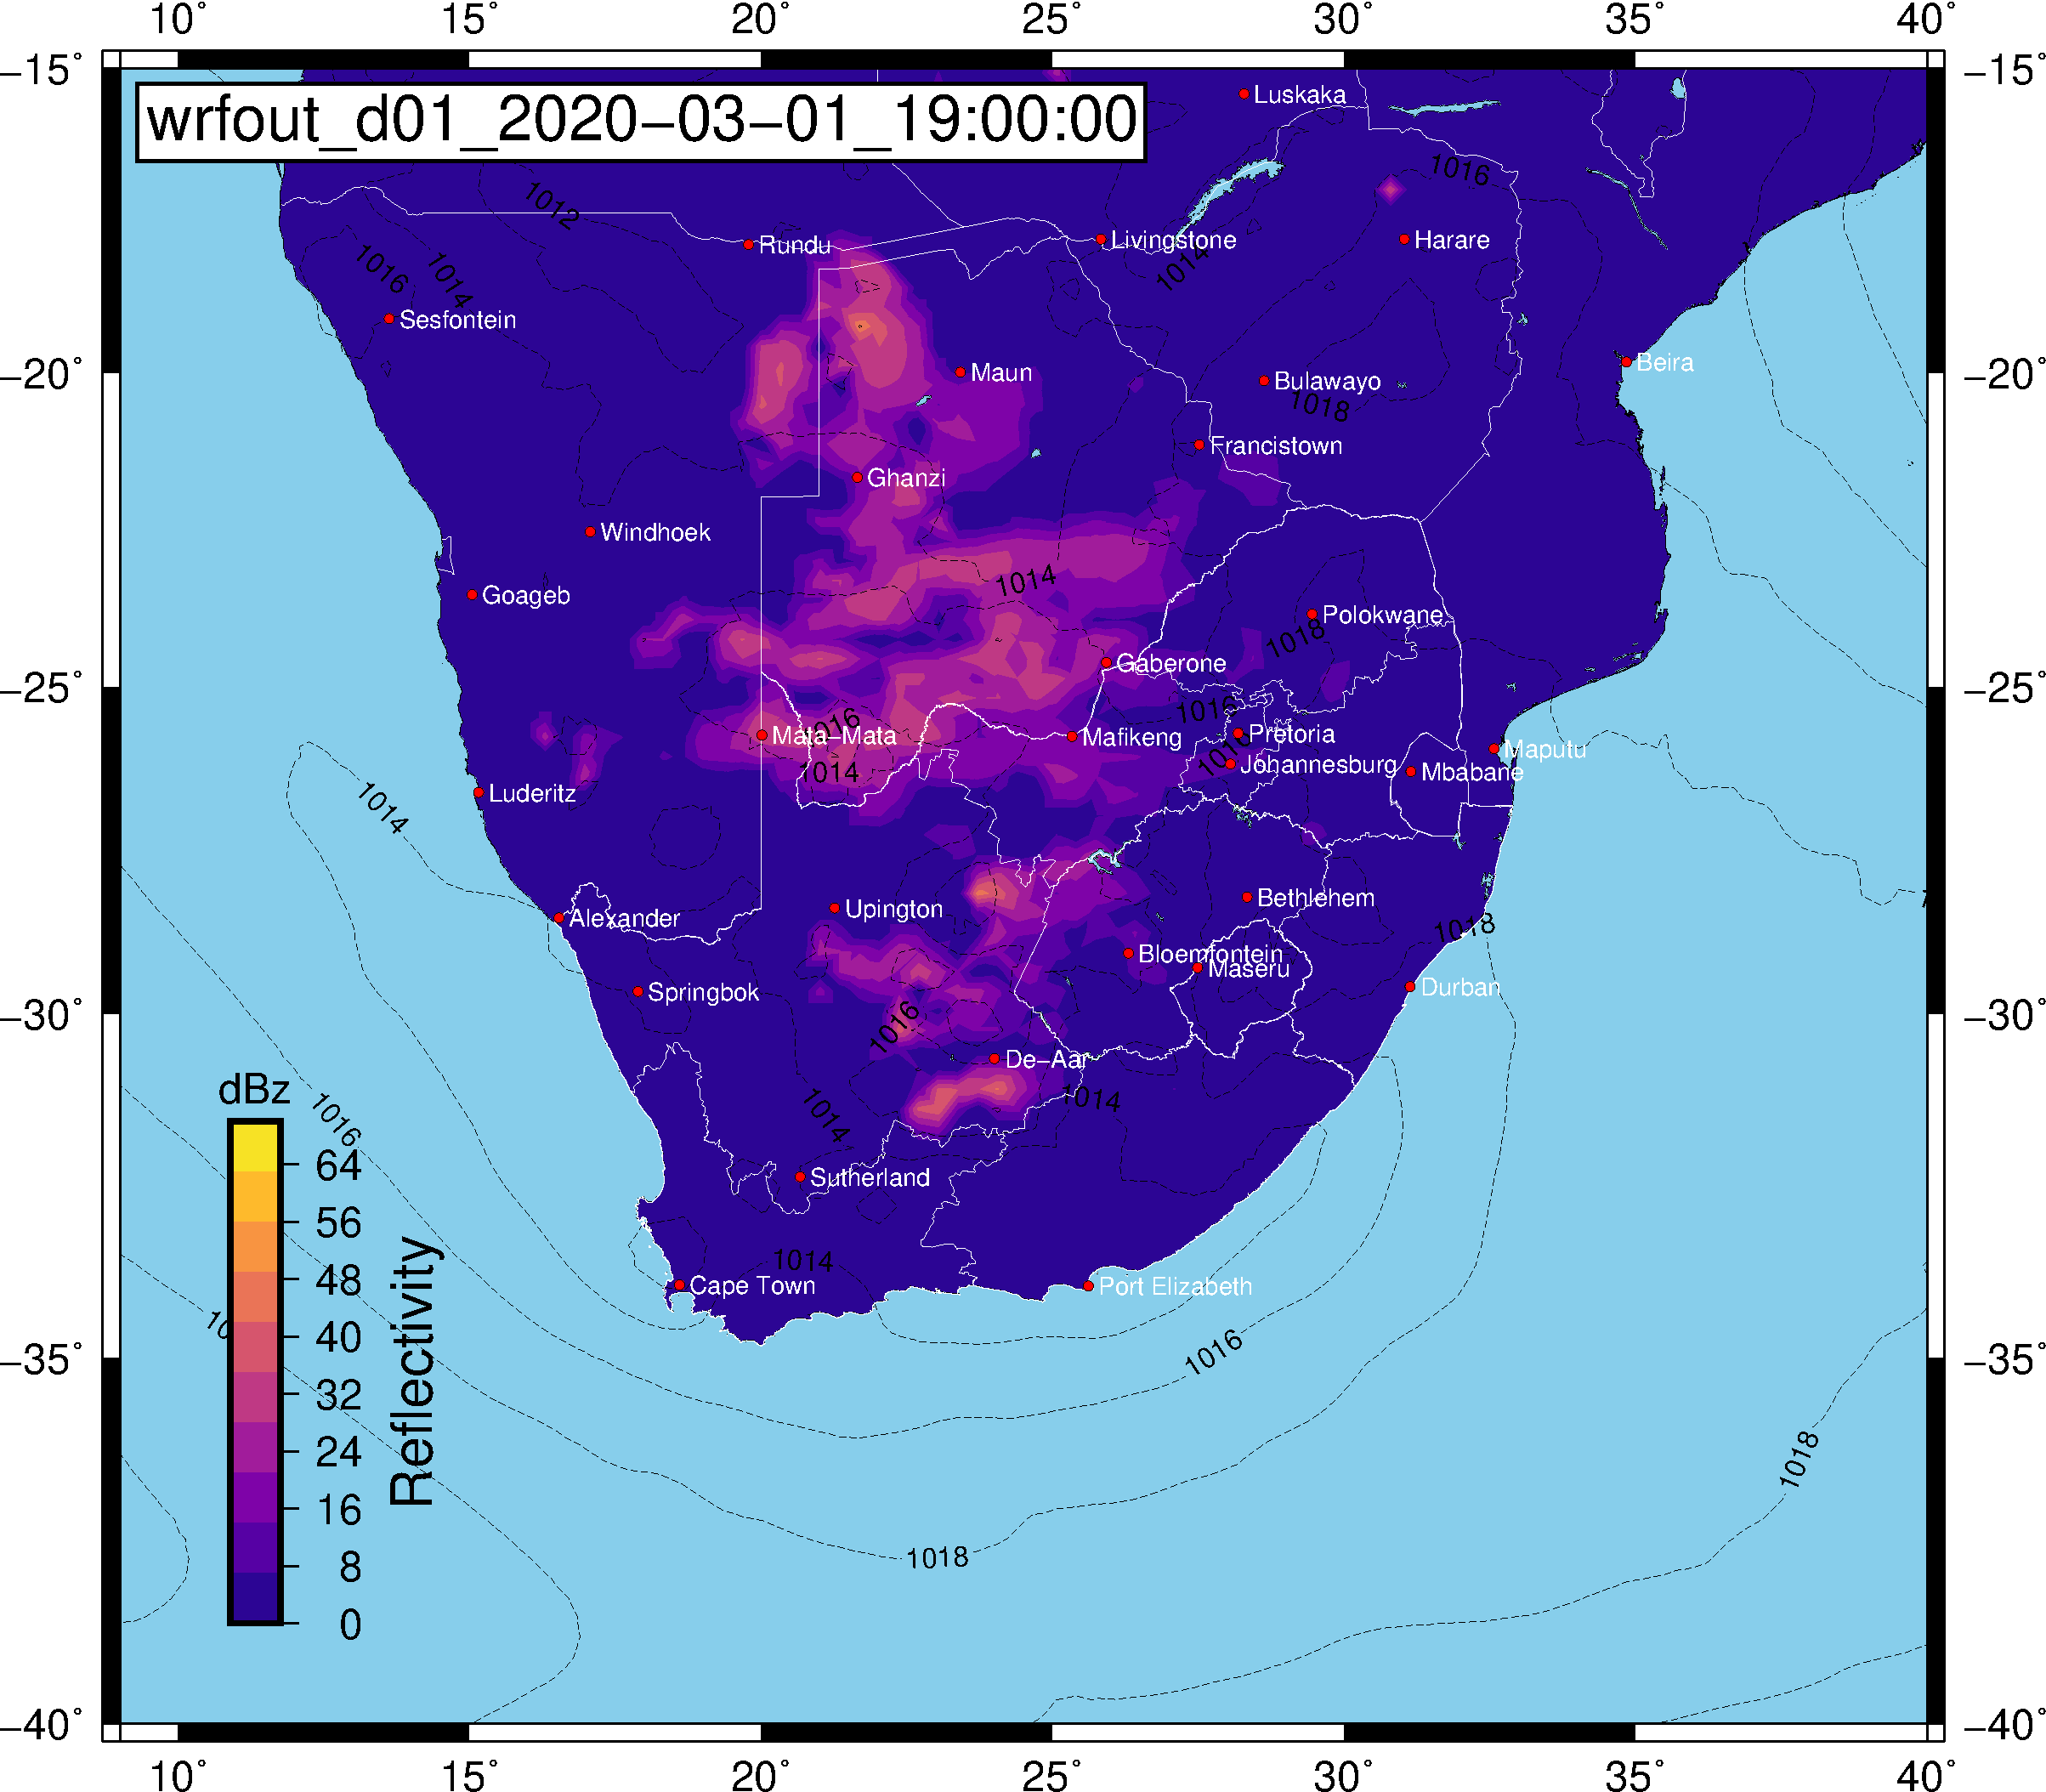 10° 15° 20° 25° 30° 35° 40°
−15° −15°
wrfout_d01_2020−03−01_19:00:00
Luskaka
1016
1012
Rundu
Livingstone
Harare
1016
1014
1014
Sesfontein
−20° −20°
Beira
Maun
Bulawayo
1018
Francistown
Ghanzi
Windhoek
1014
Goageb
Polokwane
1018
Gaberone
−25° −25°
1016
1016
Mata−Mata
Mafikeng
Pretoria
1018
Maputu
Johannesburg
Mbabane
1014
Luderitz
1014
Bethlehem
Upington
Alexander
1018
Bloemfontein
Maseru
Durban
Springbok
−30° −30°
1016
De−Aar
dBz
1014
1014
1016
64
Sutherland
56
1014
48
Cape Town
Port Elizabeth
40
1016
−35° −35°
32
24
Reflectivity
1018
16
8
1018
0
−40° −40°
10° 15° 20° 25° 30° 35° 40°